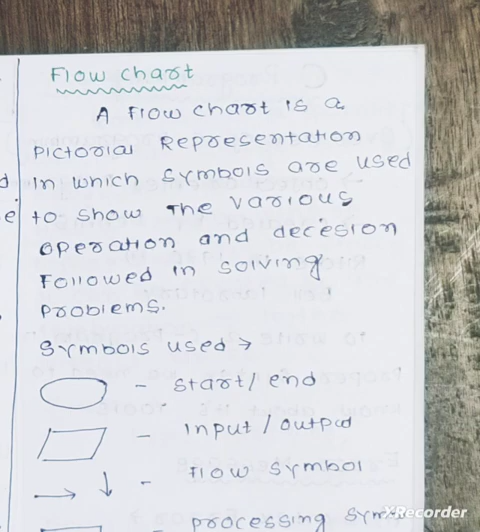 Flow chart
A Flow chart is a
Pictorial Representation
d in which symbols are used
e to show The various
operation and decesion
Followed in solving
Problems.
Symbols used →
- Start/end
- Input/output
→ ↓ - Flow symbol
processing sym
XRecorder